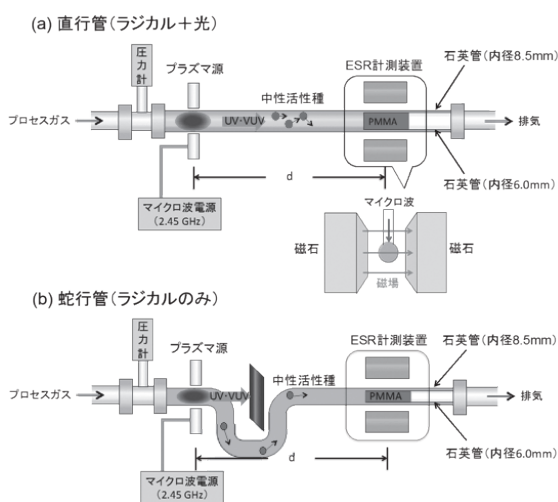 (a) 直行管(ラジカル＋光)
圧力計
プラズマ源
ESR計測装置
石英管(内径8.5mm)
中性活性種
プロセスガス
UV・VUV
PMMA
排気
d
石英管(内径6.0mm)
マイクロ波電源
(2.45 GHz)
マイクロ波
磁石
磁石
磁場
(b) 蛇行管(ラジカルのみ)
圧力計
プラズマ源
ESR計測装置
石英管(内径8.5mm)
中性活性種
プロセスガス
UV・VUV
PMMA
排気
d
石英管(内径6.0mm)
マイクロ波電源
(2.45 GHz)